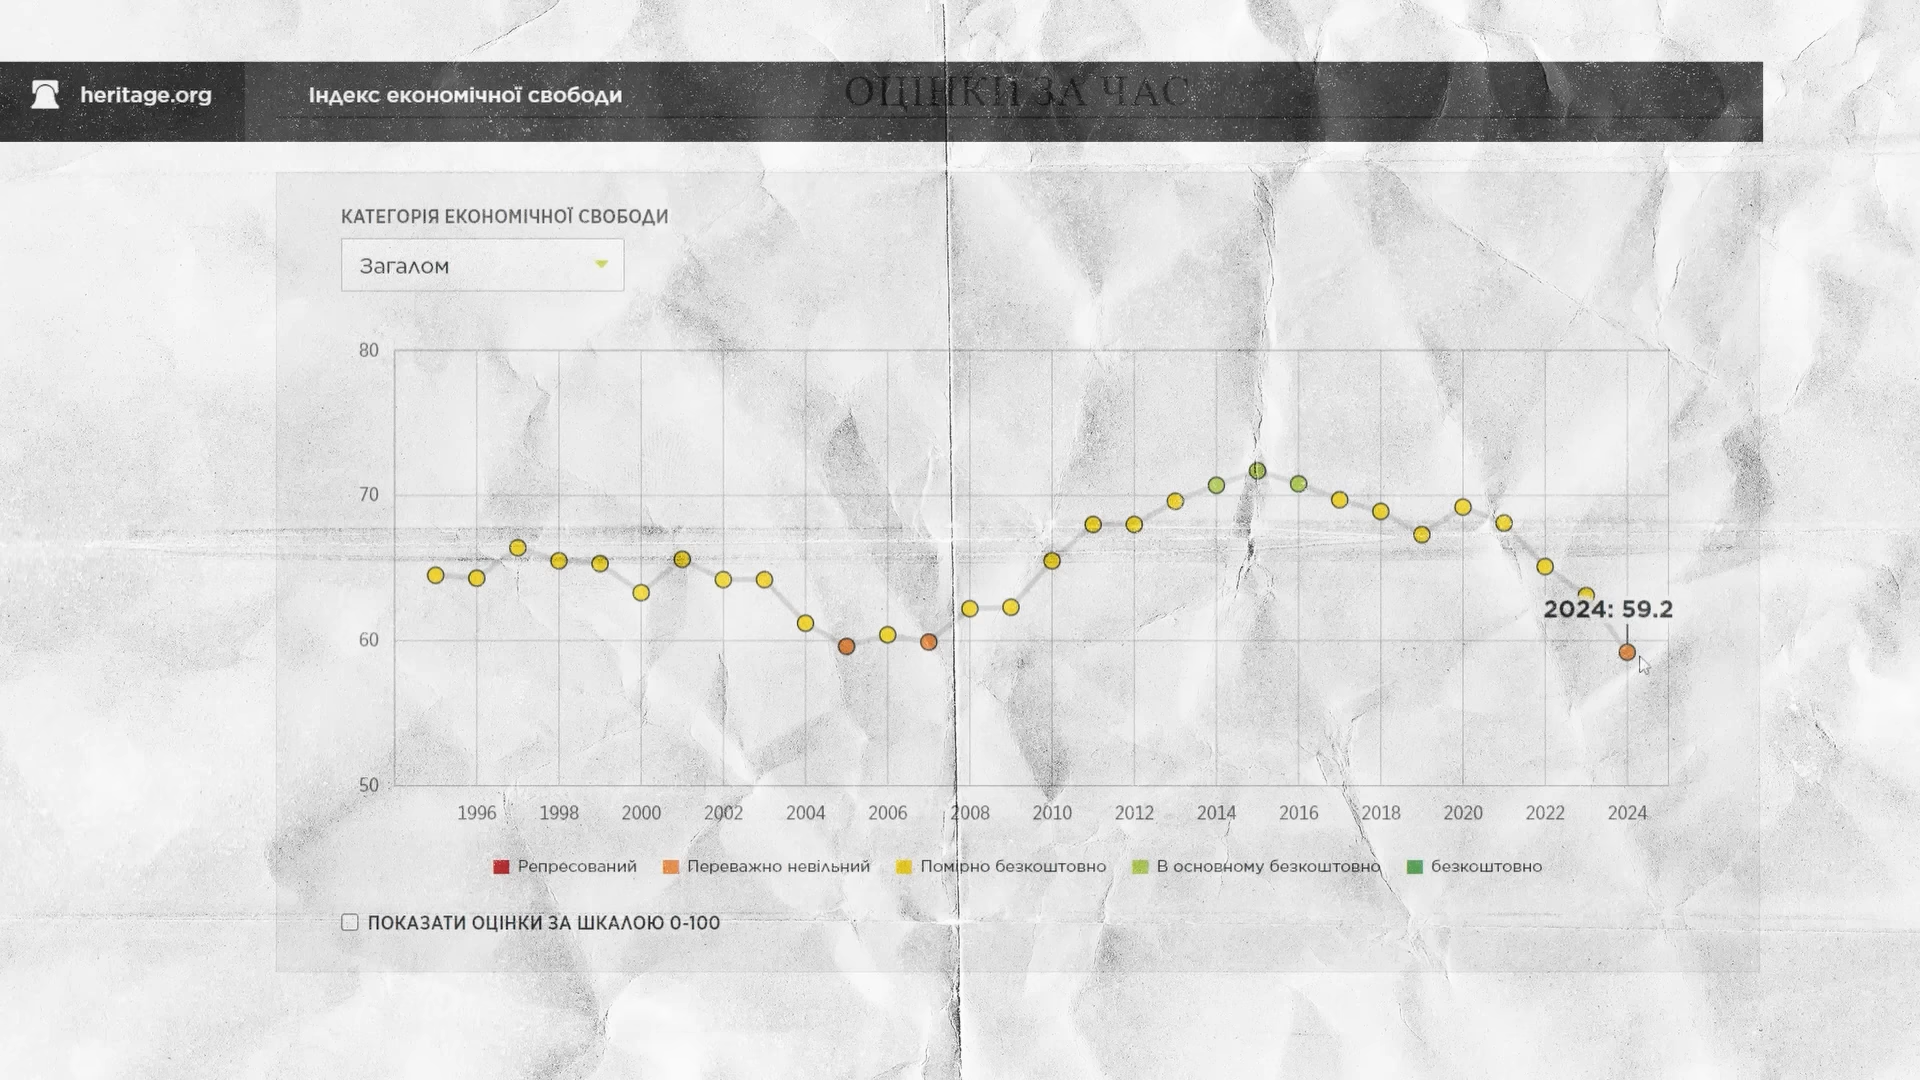 heritage.org
Індекс економічної свободи
ОЦІНКИ ЗА ЧАС
КАТЕГОРІЯ ЕКОНОМІЧНОЇ СВОБОДИ
Загалом
80
70
60
50
2024: 59.2
1996 1998 2000 2002 2004 2006 2008 2010 2012 2014 2016 2018 2020 2022 2024
Репресований Переважно невільний Помірно безкоштовно В основному безкоштовно безкоштовно
ПОКАЗАТИ ОЦІНКИ ЗА ШКАЛОЮ 0-100